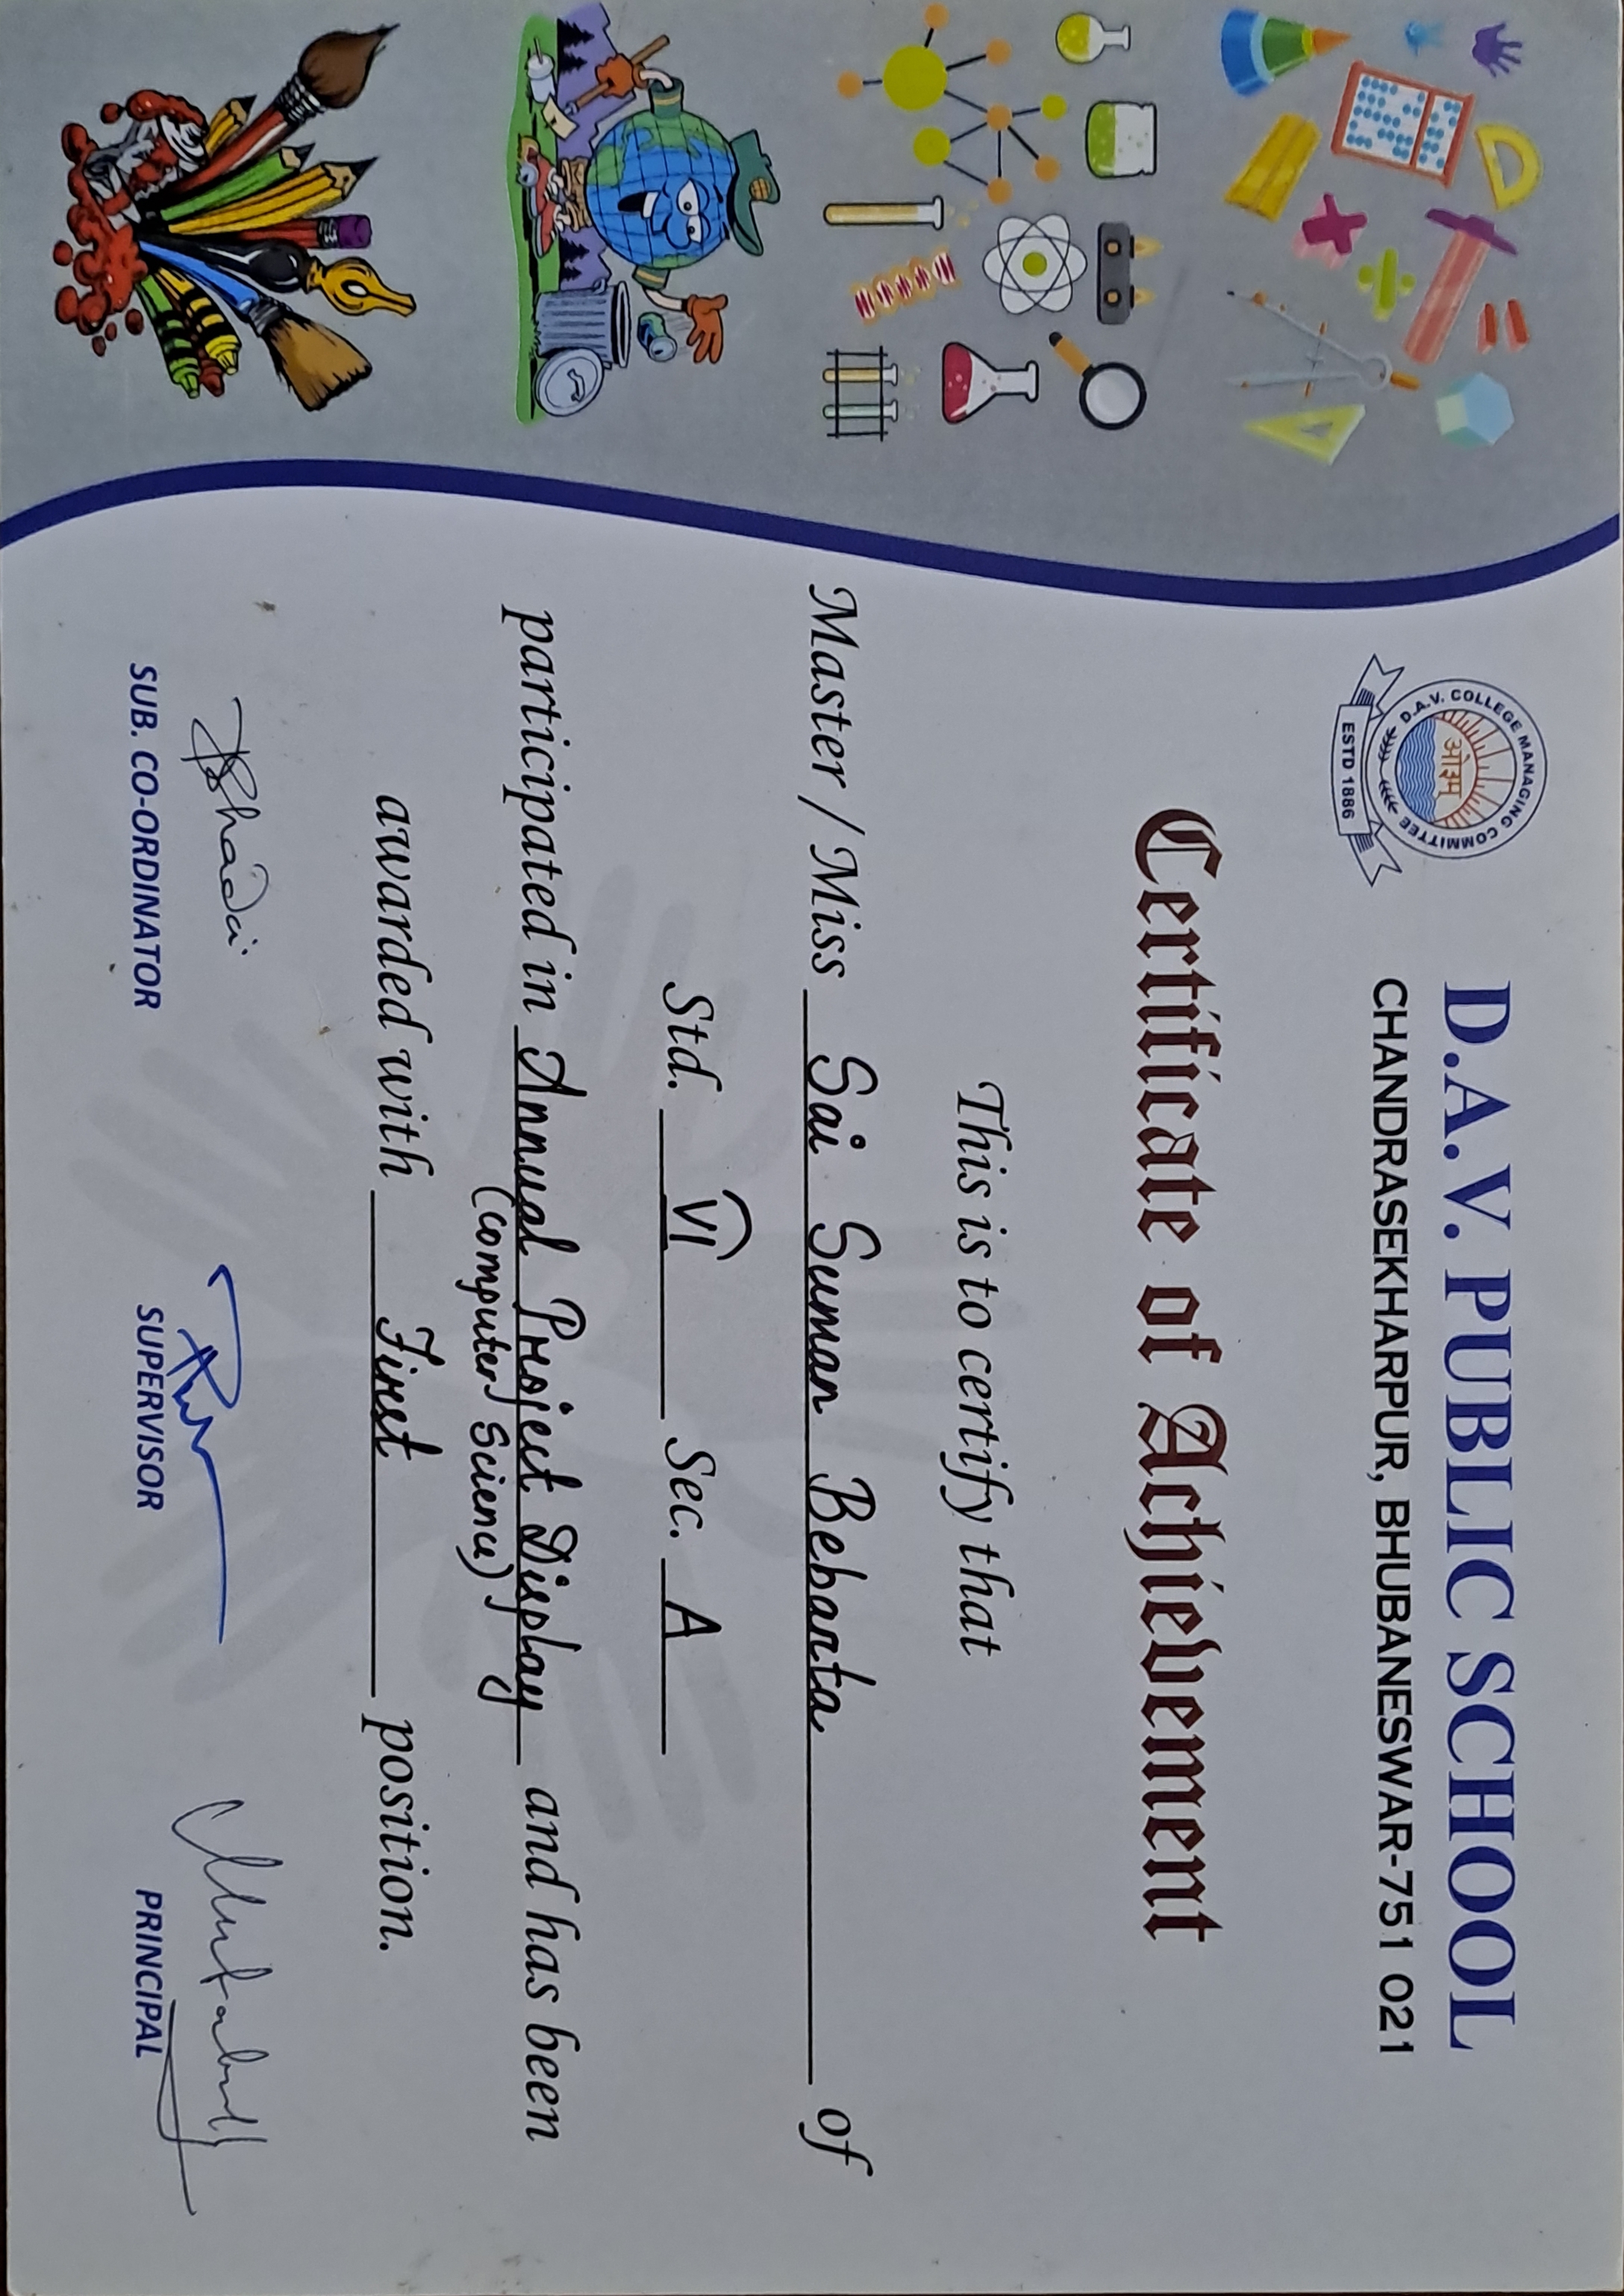 D.A.V. COLLEGE MANAGING COMMITTEE
ओ३म्
ESTD 1886
D.A.V. PUBLIC SCHOOL
CHANDRASEKHARPUR, BHUBANESWAR-751 021
Certificate of Achievement
This is to certify that
Master / Miss Sai Suman Bebarta of
Std. VI Sec. A
participated in Annual Project Display and has been
(Computer Science)
awarded with First position.
SUB. CO-ORDINATOR SUPERVISOR PRINCIPAL